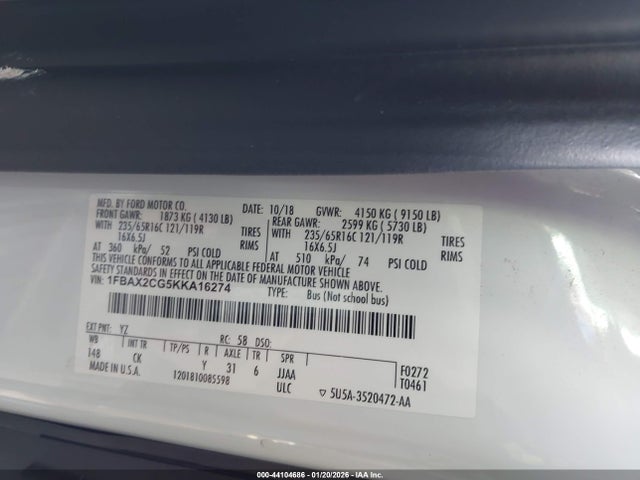 MFD. BY FORD MOTOR CO. 10/18 GVWR: 4150 KG ( 9150 LB)
FRONT GAWR: 1873 KG ( 4130 LB) REAR GAWR: 2599 KG ( 5730 LB)
WITH 235/65R16C 121/119R TIRES WITH 235/65R16C 121/119R TIRES
16X6.5J RIMS 16X6.5J RIMS
AT 360 kPa/ 52 PSI COLD AT 510 kPa/ 74 PSI COLD
THIS VEHICLE CONFORMS TO ALL APPLICABLE FEDERAL MOTOR VEHICLE
SAFETY STANDARDS IN EFFECT ON THE DATE OF MANUFACTURE SHOWN ABOVE.
VIN: 1FBAX2CG5KKA16274 TYPE: Bus (Not school bus)
EXT PNT: YZ RC: 58 DSO:
WB INT TR TP/PS R AXLE TR SPR F0272
148 CK Y 31 6 JJAA T0461
MADE IN U.S.A. 1201810085598 ULC 5U5A-3520472-AA
000-44104686 - 01/20/2026 - IAAI.COM